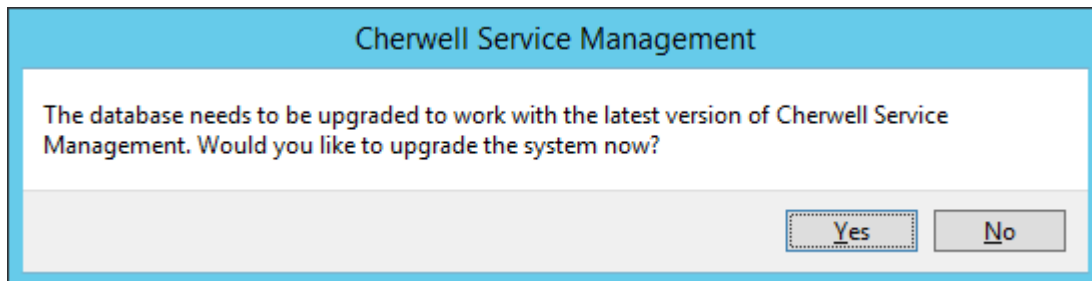 Cherwell Service Management
The database needs to be upgraded to work with the latest version of Cherwell Service
Management. Would you like to upgrade the system now?
Yes No